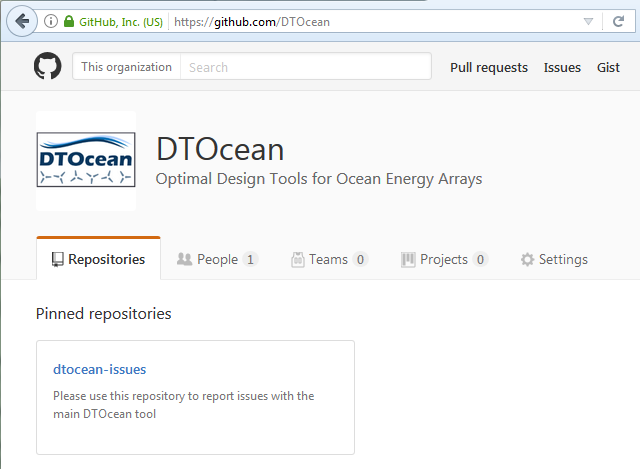 GitHub, Inc. (US)
https://github.com/DTOcean
This organization
Search
Pull requests
Issues
Gist
DTOcean
DTOcean
Optimal Design Tools for Ocean Energy Arrays
Repositories
People 1
Teams 0
Projects 0
Settings
Pinned repositories
dtocean-issues
Please use this repository to report issues with the
main DTOcean tool